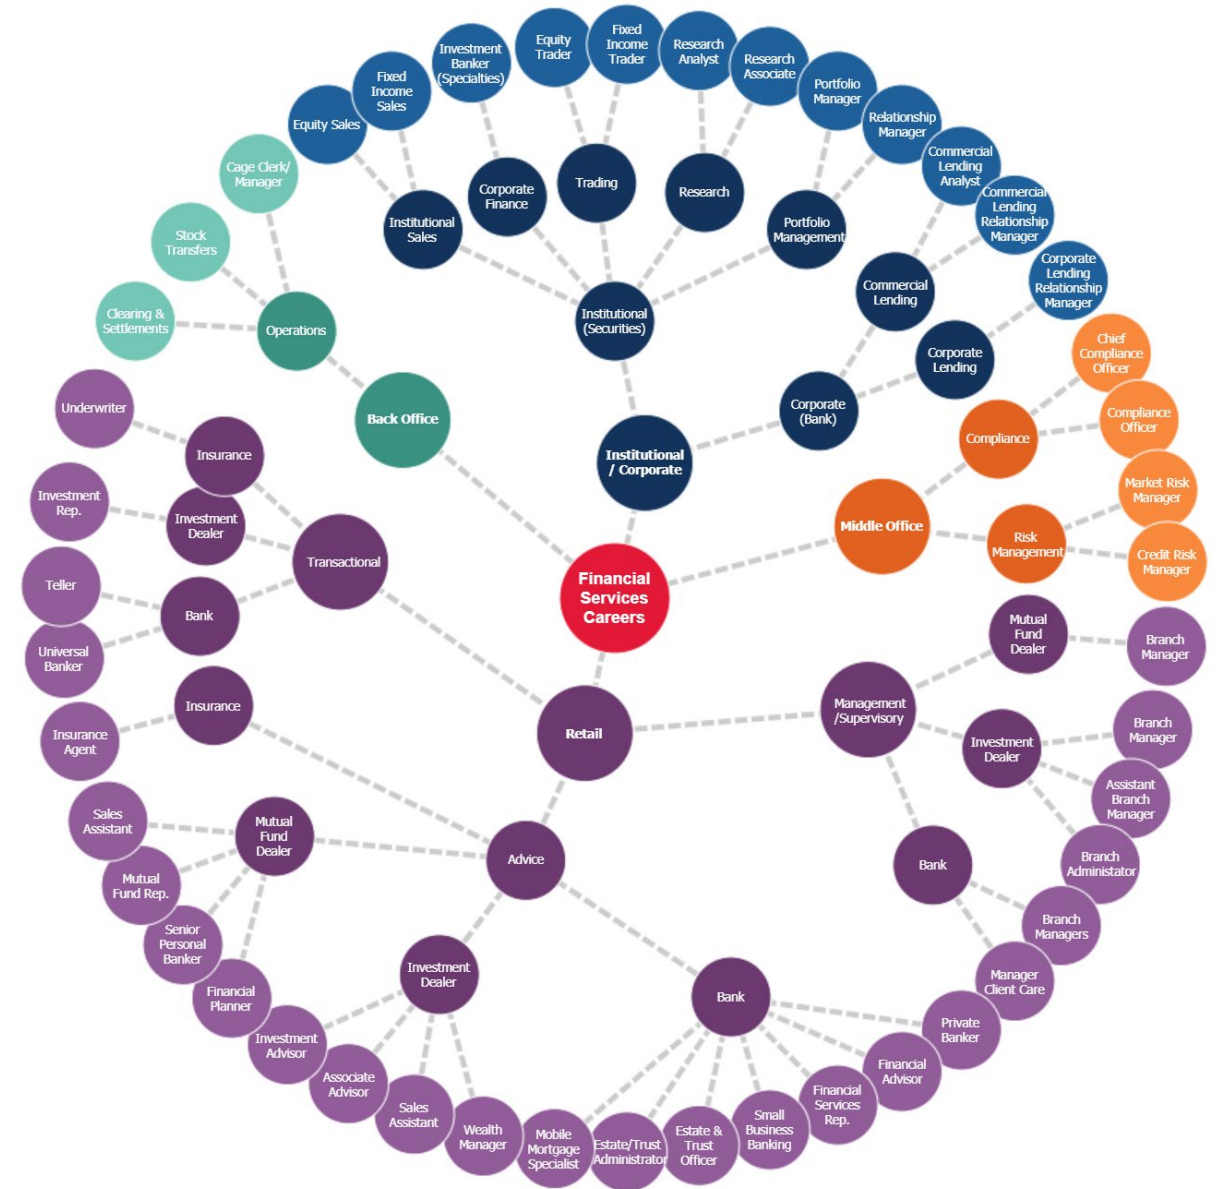 Fixed
Income
Trader
Equity
Trader
Research
Analyst
Investment
Banker
(Specialties)
Research
Associate
Fixed
Income
Sales
Portfolio
Manager
Equity Sales
Relationship
Manager
Commercial
Lending
Analyst
Cage Clerk/
Manager
Trading
Corporate
Finance
Research
Commercial
Lending
Relationship
Manager
Institutional
Sales
Portfolio
Management
Stock
Transfers
Corporate
Lending
Relationship
Manager
Commercial
Lending
Clearing &
Settlements
Operations
Institutional
(Securities)
Chief
Compliance
Officer
Corporate
Lending
Underwriter
Back Office
Corporate
(Bank)
Compliance
Officer
Compliance
Insurance
Institutional
/ Corporate
Market Risk
Manager
Investment
Rep.
Investment
Dealer
Middle Office
Risk
Management
Credit Risk
Manager
Transactional
Teller
Financial
Services
Careers
Bank
Mutual
Fund
Dealer
Branch
Manager
Universal
Banker
Insurance
Management
/Supervisory
Retail
Insurance
Agent
Investment
Dealer
Branch
Manager
Assistant
Branch
Manager
Sales
Assistant
Mutual
Fund
Dealer
Advice
Bank
Branch
Administator
Mutual
Fund Rep.
Branch
Managers
Senior
Personal
Banker
Investment
Dealer
Manager
Client Care
Financial
Planner
Bank
Private
Banker
Investment
Advisor
Financial
Advisor
Associate
Advisor
Financial
Services
Rep.
Sales
Assistant
Small
Business
Banking
Wealth
Manager
Mobile
Mortgage
Specialist
Estate/Trust
Administrator
Estate &
Trust
Officer